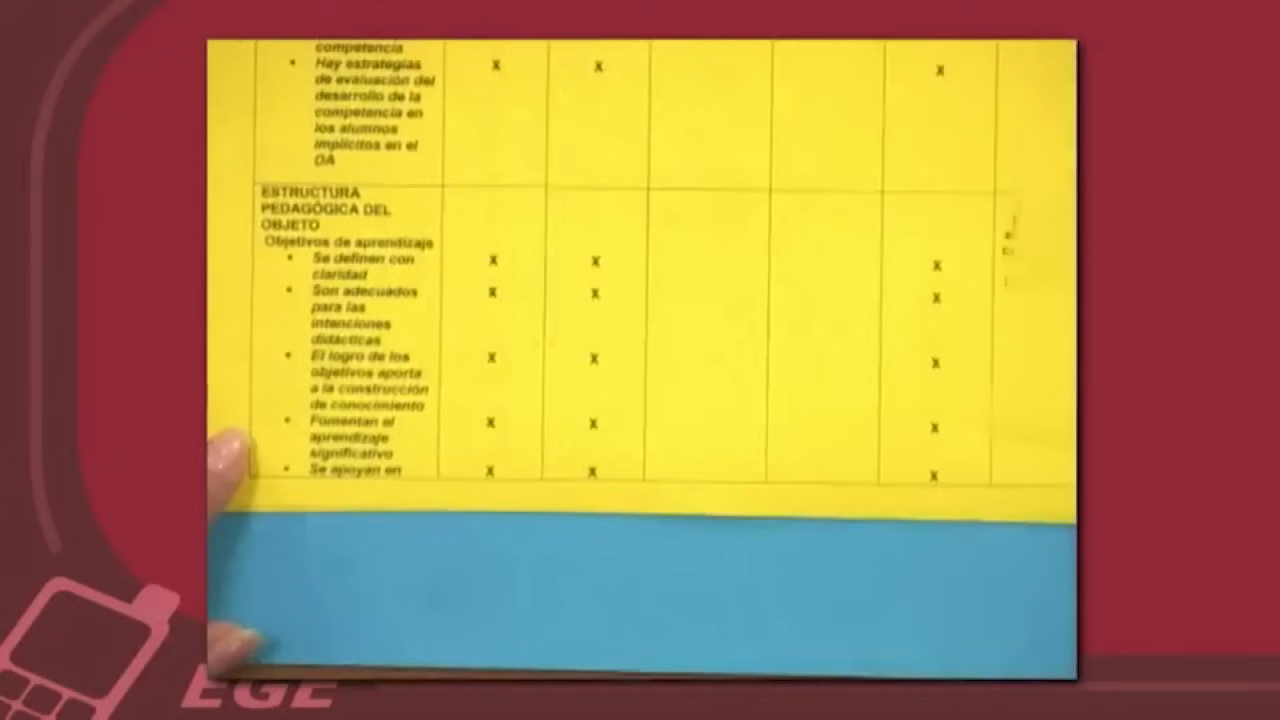 competencia
• Hay estrategias X X X
de evaluación del
desarrollo de la
competencia en
los alumnos
implícitos en el
OA
ESTRUCTURA
PEDAGÓGICA DEL
OBJETO
Objetivos de aprendizaje
• Se definen con X X X
claridad
• Son adecuados X X X
para las
intenciones
didácticas
• El logro de los X X X
objetivos aporta
a la construcción
de conocimiento
• Fomentan el X X X
aprendizaje
significativo
• Se apoyan en X X X
EGE